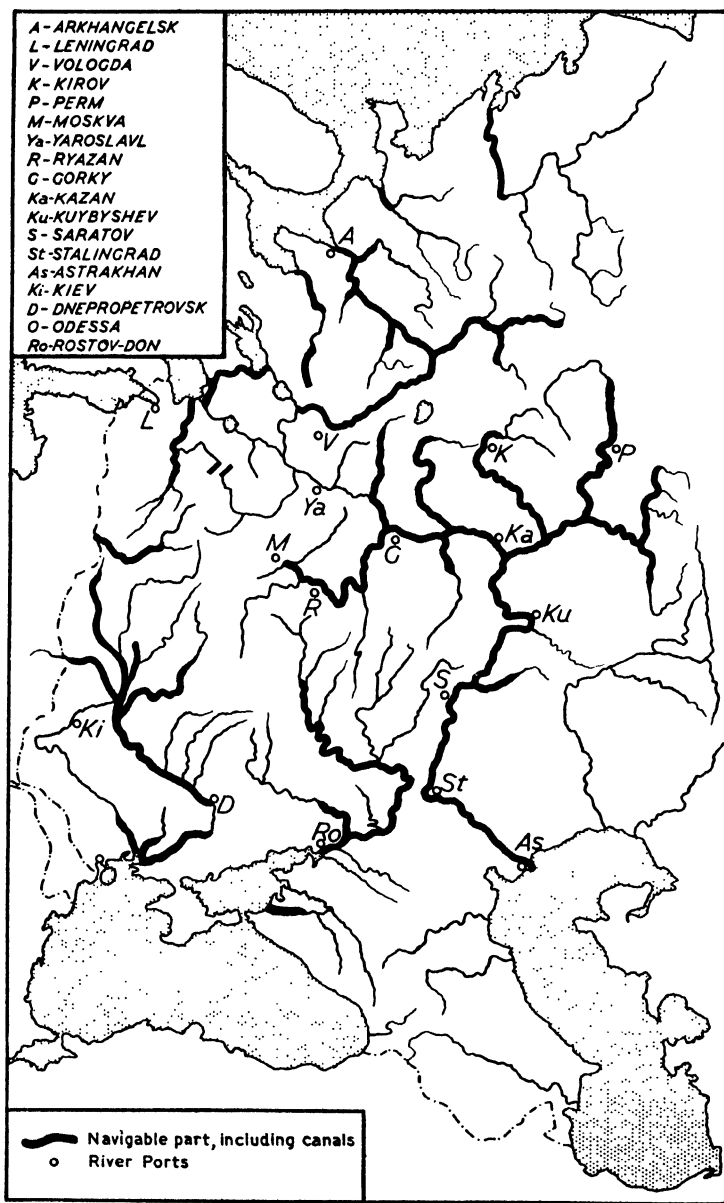 A-ARKHANGELSK
L-LENINGRAD
V-VOLOGDA
K-KIROV
P-PERM
M-MOSKVA
Ya-YAROSLAVL
R-RYAZAN
G-GORKY
Ka-KAZAN
Ku-KUYBYSHEV
S-SARATOV
St-STALINGRAD
As-ASTRAKHAN
Ki-KIEV
D-DNEPROPETROVSK
O-ODESSA
Ro-ROSTOV-DON
A
L
V
K
P
Ya
M
G
Ka
R
Ku
S
Ki
St
D
Ro
As
O
Navigable part, including canals
River Ports